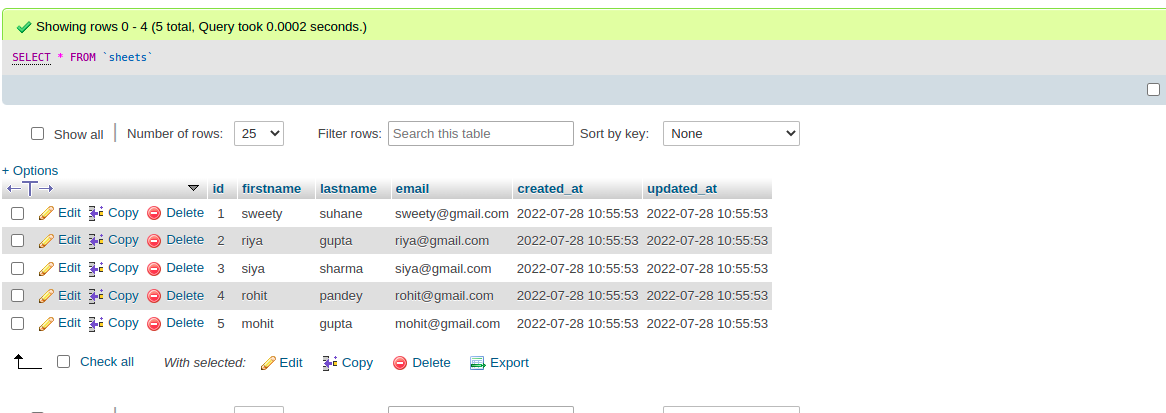 Showing rows 0 - 4 (5 total, Query took 0.0002 seconds.)
SELECT * FROM `sheets`
Show all Number of rows: 25 Filter rows: Search this table Sort by key: None
+ Options
id firstname lastname email created_at updated_at
Edit Copy Delete 1 sweety suhane sweety@gmail.com 2022-07-28 10:55:53 2022-07-28 10:55:53
Edit Copy Delete 2 riya gupta riya@gmail.com 2022-07-28 10:55:53 2022-07-28 10:55:53
Edit Copy Delete 3 siya sharma siya@gmail.com 2022-07-28 10:55:53 2022-07-28 10:55:53
Edit Copy Delete 4 rohit pandey rohit@gmail.com 2022-07-28 10:55:53 2022-07-28 10:55:53
Edit Copy Delete 5 mohit gupta mohit@gmail.com 2022-07-28 10:55:53 2022-07-28 10:55:53
Check all With selected: Edit Copy Delete Export